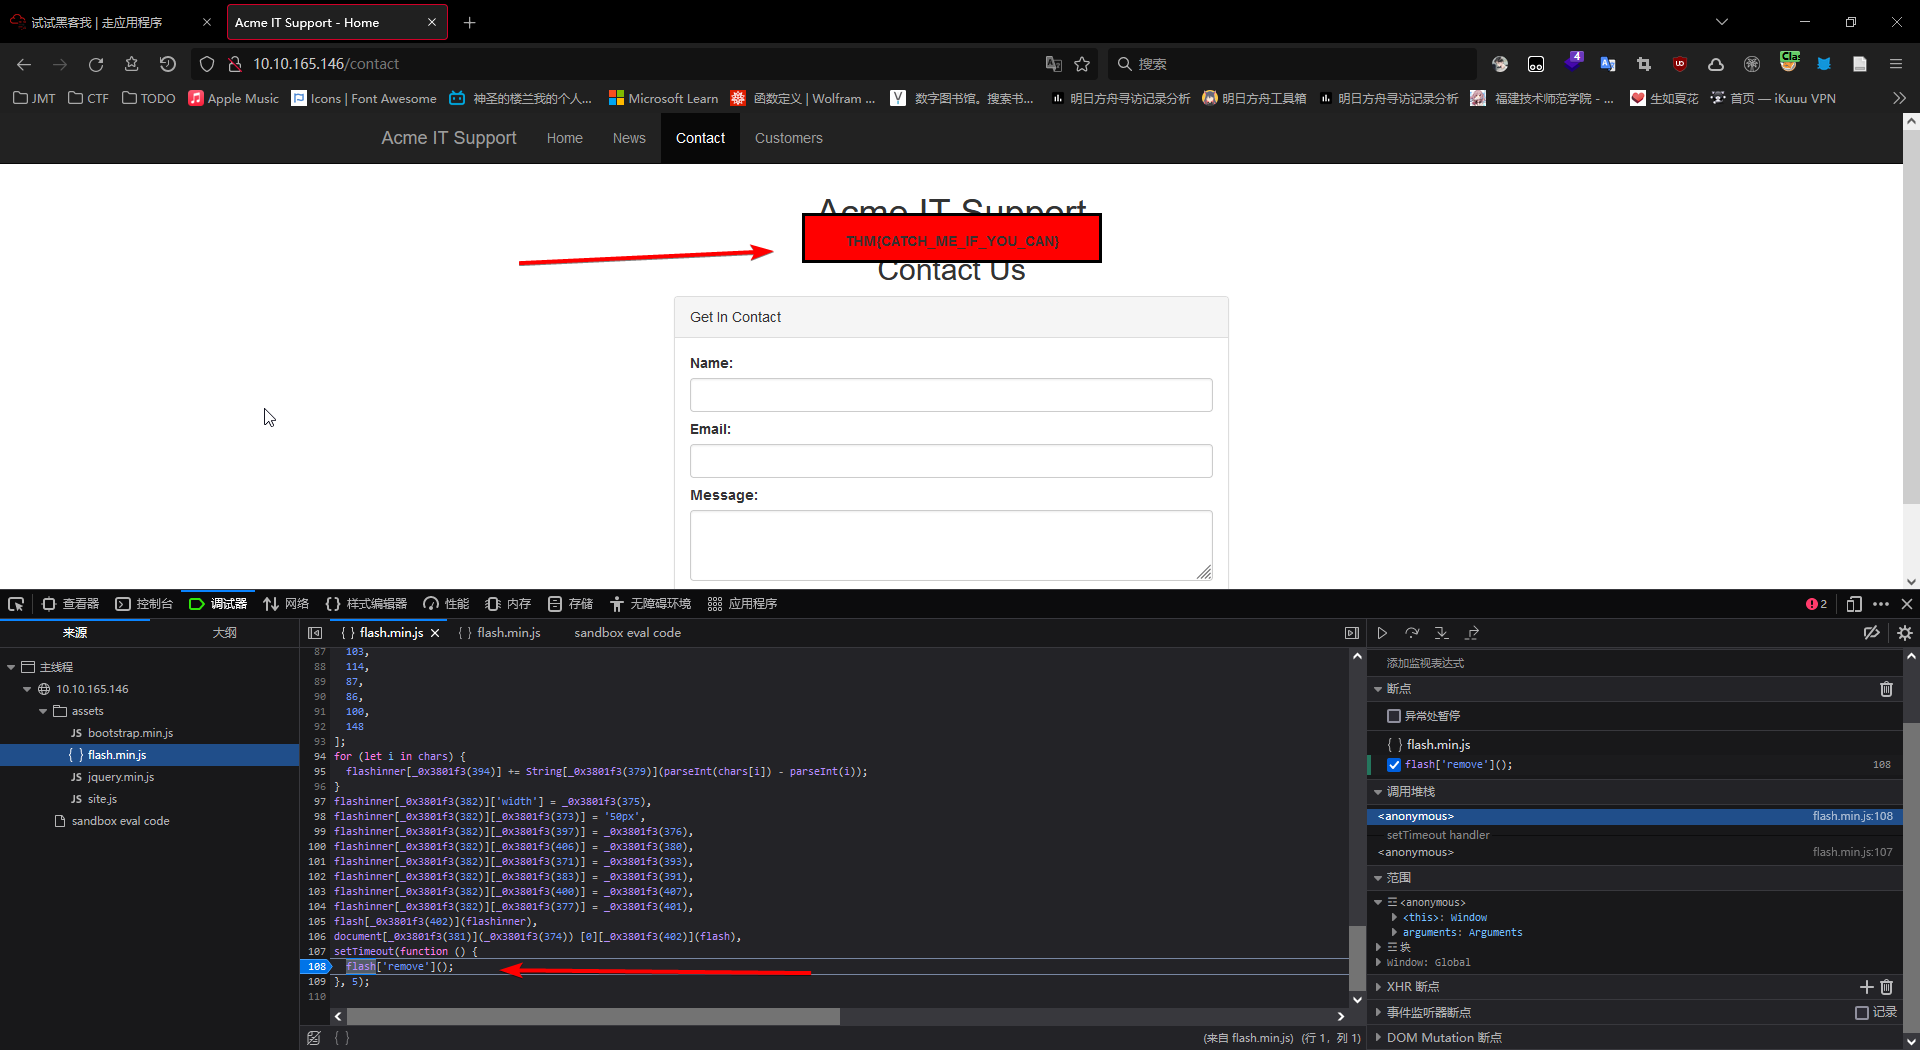 试试黑客我 | 走应用程序
Acme IT Support - Home
10.10.165.146/contact
搜索
4
JMT
CTF
TODO
Apple Music
Icons | Font Awesome
神圣的楼兰我的个人...
Microsoft Learn
函数定义 | Wolfram ...
数字图书馆。搜索书...
明日方舟寻访记录分析
明日方舟工具箱
明日方舟寻访记录分析
福建技术师范学院 - ...
生如夏花
首页 — iKuuu VPN
Acme IT Support
Home
News
Contact
Customers
Acme IT Support
THM{CATCH_ME_IF_YOU_CAN}
Contact Us
Get In Contact
Name:
Email:
Message:
查看器
控制台
调试器
网络
样式编辑器
性能
内存
存储
无障碍环境
应用程序
2
来源
大纲
主线程
10.10.165.146
assets
JS bootstrap.min.js
{ } flash.min.js
JS jquery.min.js
JS site.js
sandbox eval code
{ } flash.min.js
{ } flash.min.js
sandbox eval code
87 103,
88 114,
89 87,
90 86,
91 100,
92 148
93 ];
94 for (let i in chars) {
95 flashinner[_0x3801f3(394)] += String[_0x3801f3(379)](parseInt(chars[i]) - parseInt(i));
96 }
97 flashinner[_0x3801f3(382)]['width'] = _0x3801f3(375),
98 flashinner[_0x3801f3(382)][_0x3801f3(373)] = '50px',
99 flashinner[_0x3801f3(382)][_0x3801f3(397)] = _0x3801f3(376),
100 flashinner[_0x3801f3(382)][_0x3801f3(406)] = _0x3801f3(380),
101 flashinner[_0x3801f3(382)][_0x3801f3(371)] = _0x3801f3(393),
102 flashinner[_0x3801f3(382)][_0x3801f3(383)] = _0x3801f3(391),
103 flashinner[_0x3801f3(382)][_0x3801f3(400)] = _0x3801f3(407),
104 flashinner[_0x3801f3(382)][_0x3801f3(377)] = _0x3801f3(401),
105 flash[_0x3801f3(402)](flashinner),
106 document[_0x3801f3(381)](_0x3801f3(374)) [0][_0x3801f3(402)](flash),
107 setTimeout(function () {
108 flash['remove']();
109 }, 5);
110
{ }
(来自 flash.min.js)
(行 1, 列 1)
添加监视表达式
断点
异常处暂停
{ } flash.min.js
flash['remove'](); 108
调用堆栈
<anonymous> flash.min.js:108
setTimeout handler
<anonymous> flash.min.js:107
范围
<anonymous>
<this>: Window
arguments: Arguments
块
Window: Global
XHR 断点
事件监听器断点
记录
DOM Mutation 断点